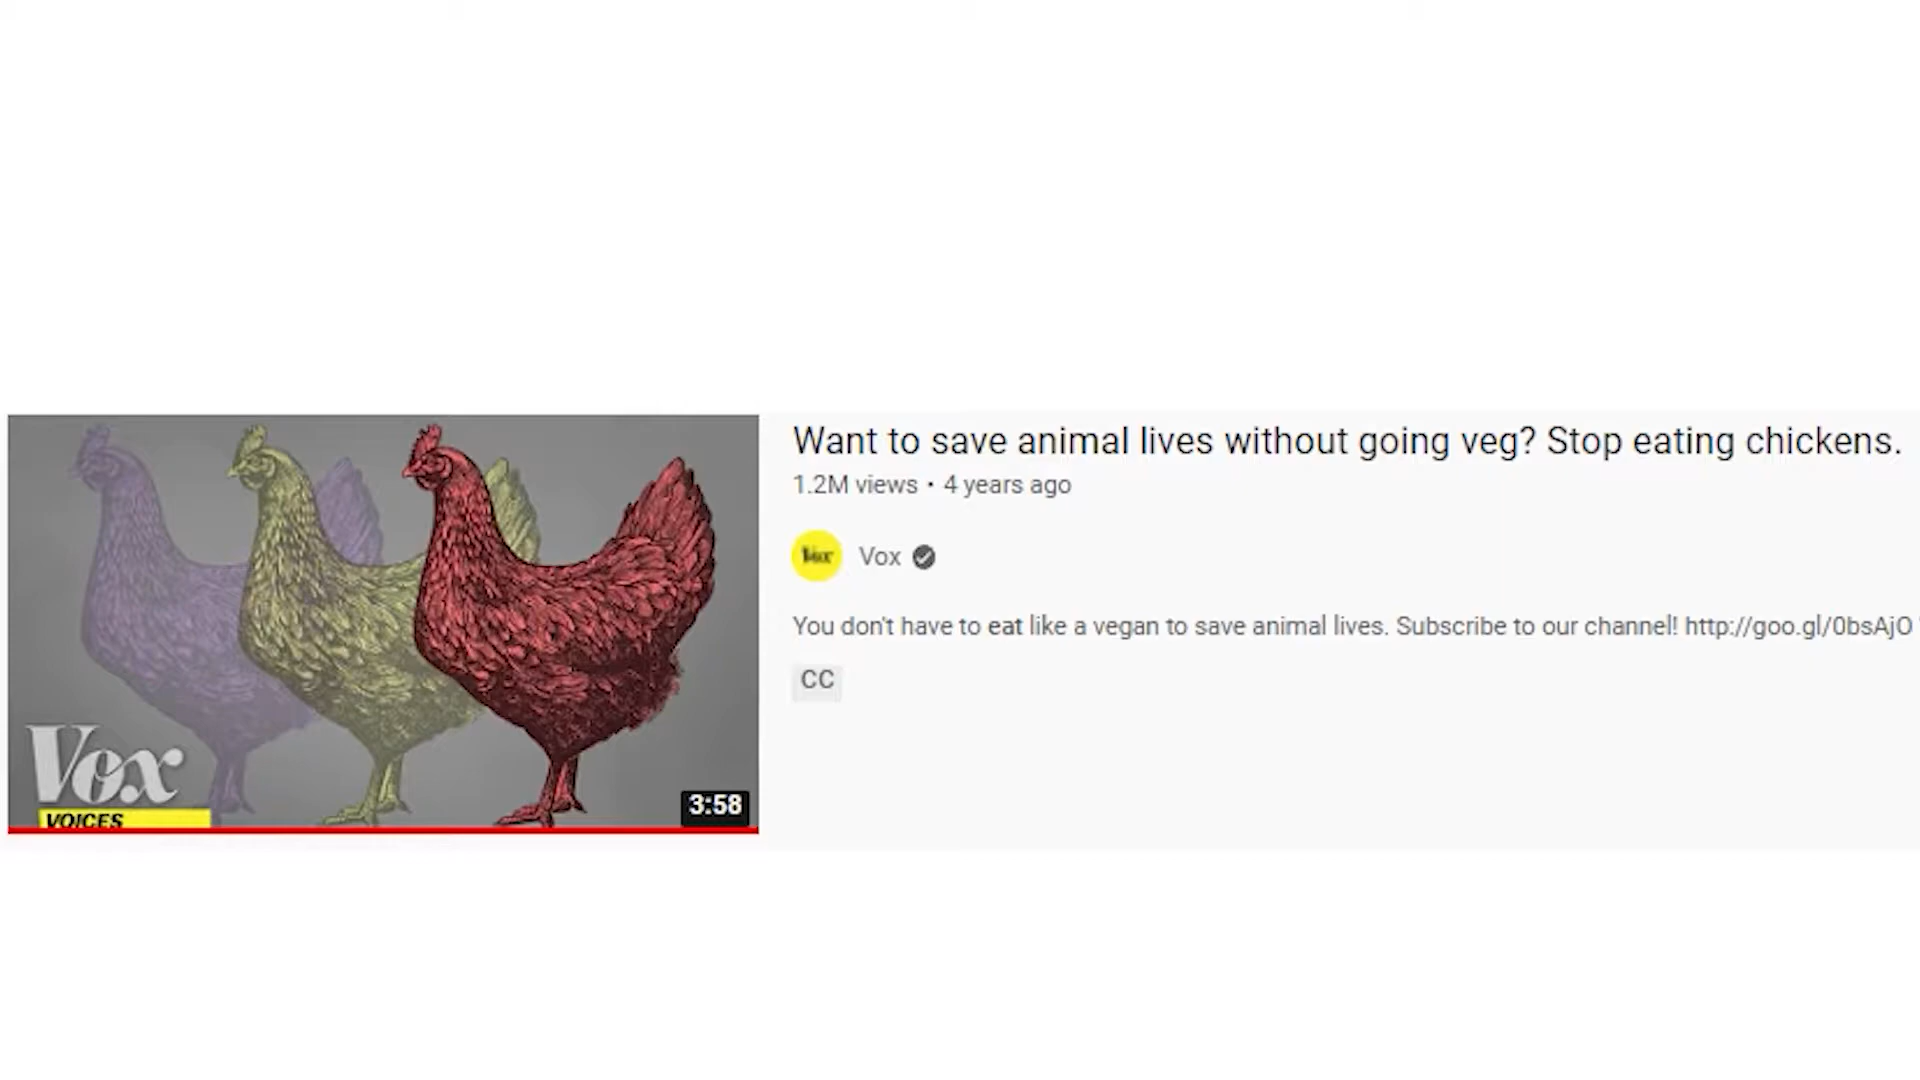 Vox
VOICES
3:58
Want to save animal lives without going veg? Stop eating chickens.
1.2M views • 4 years ago
Vox
Vox
You don't have to eat like a vegan to save animal lives. Subscribe to our channel! http://goo.gl/0bsAjO
CC